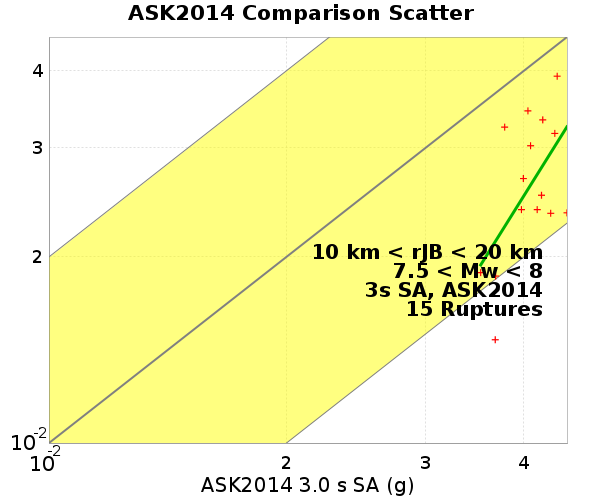 ASK2014 Comparison Scatter
4
3
2
10 km < rJB < 20 km
7.5 < Mw < 8
3s SA, ASK2014
15 Ruptures
10-2
10-2
2
3
4
ASK2014 3.0 s SA (g)